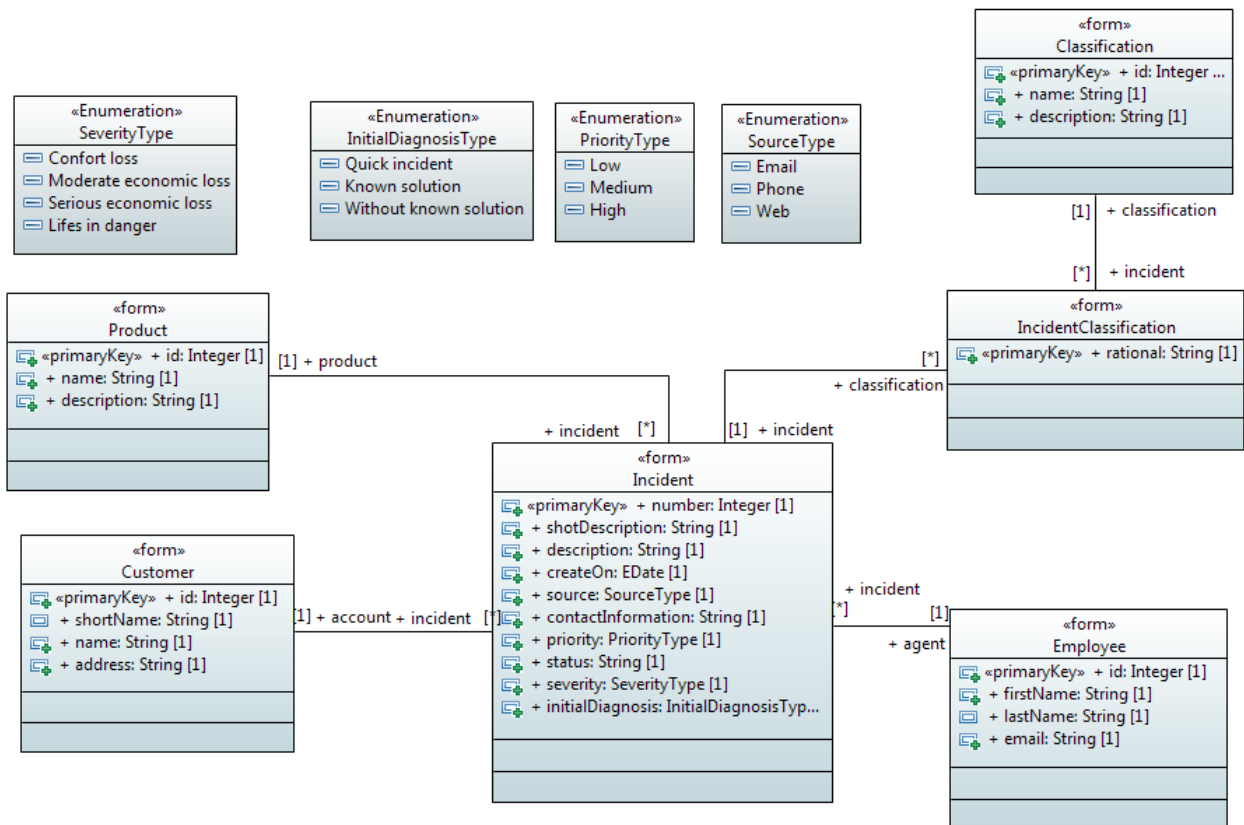 «form»
Classification
«primaryKey» + id: Integer ...
+ name: String [1]
+ description: String [1]
«Enumeration»
SeverityType
Confort loss
Moderate economic loss
Serious economic loss
Lifes in danger
«Enumeration»
InitialDiagnosisType
Quick incident
Known solution
Without known solution
«Enumeration»
PriorityType
Low
Medium
High
«Enumeration»
SourceType
Email
Phone
Web
[1] + classification
[*] + incident
«form»
Product
«primaryKey» + id: Integer [1]
+ name: String [1]
+ description: String [1]
[1] + product
+ incident [*]
«form»
IncidentClassification
«primaryKey» + rational: String [1]
[*]
+ classification
[1] + incident
«form»
Incident
«primaryKey» + number: Integer [1]
+ shotDescription: String [1]
+ description: String [1]
+ createOn: EDate [1]
+ source: SourceType [1]
+ contactInformation: String [1]
+ priority: PriorityType [1]
+ status: String [1]
+ severity: SeverityType [1]
+ initialDiagnosis: InitialDiagnosisTyp...
«form»
Customer
«primaryKey» + id: Integer [1]
+ shortName: String [1]
+ name: String [1]
+ address: String [1]
[1] + account + incident [*]
+ incident
[*] [1]
+ agent
«form»
Employee
«primaryKey» + id: Integer [1]
+ firstName: String [1]
+ lastName: String [1]
+ email: String [1]